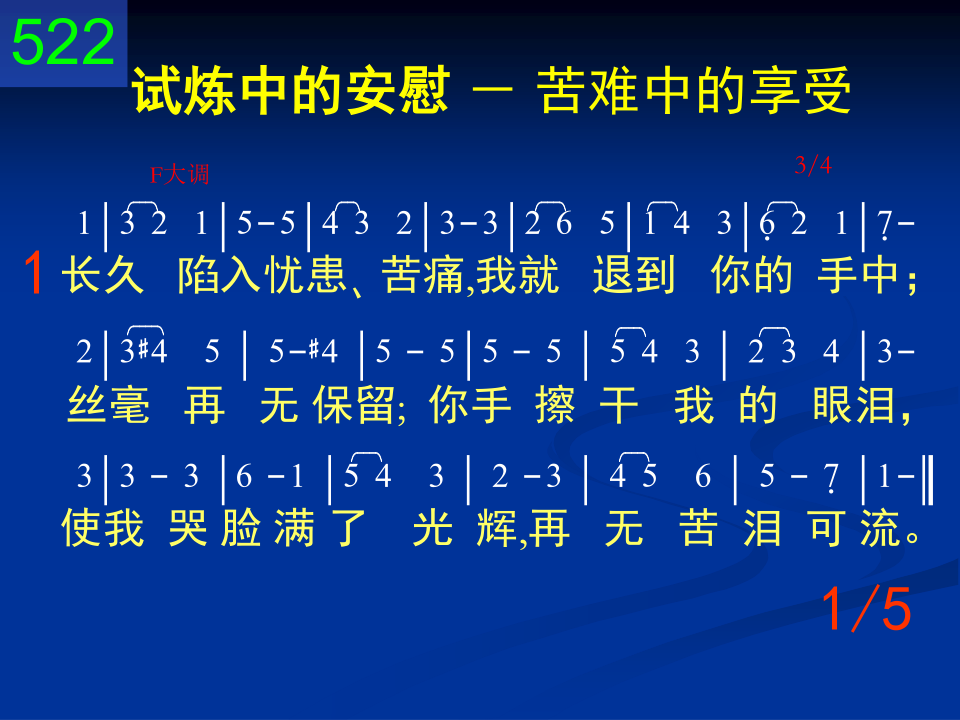 522
试炼中的安慰 － 苦难中的享受
F大调 3/4
1|3 2 1|5-5|4 3 2|3-3|2 6 5|1 4 3|6̣ 2 1|7̣-
1 长久 陷入忧患、苦痛,我就 退到 你的 手中；
2|3♯4 5|5-♯4|5 - 5|5 - 5|5 4 3|2 3 4|3-
丝毫 再 无 保留; 你手 擦 干 我 的 眼泪，
3|3 - 3|6 -1|5 4 3|2 -3|4 5 6|5 - 7̣|1-‖
使我 哭 脸 满 了 光 辉,再 无 苦 泪 可 流。
1/5